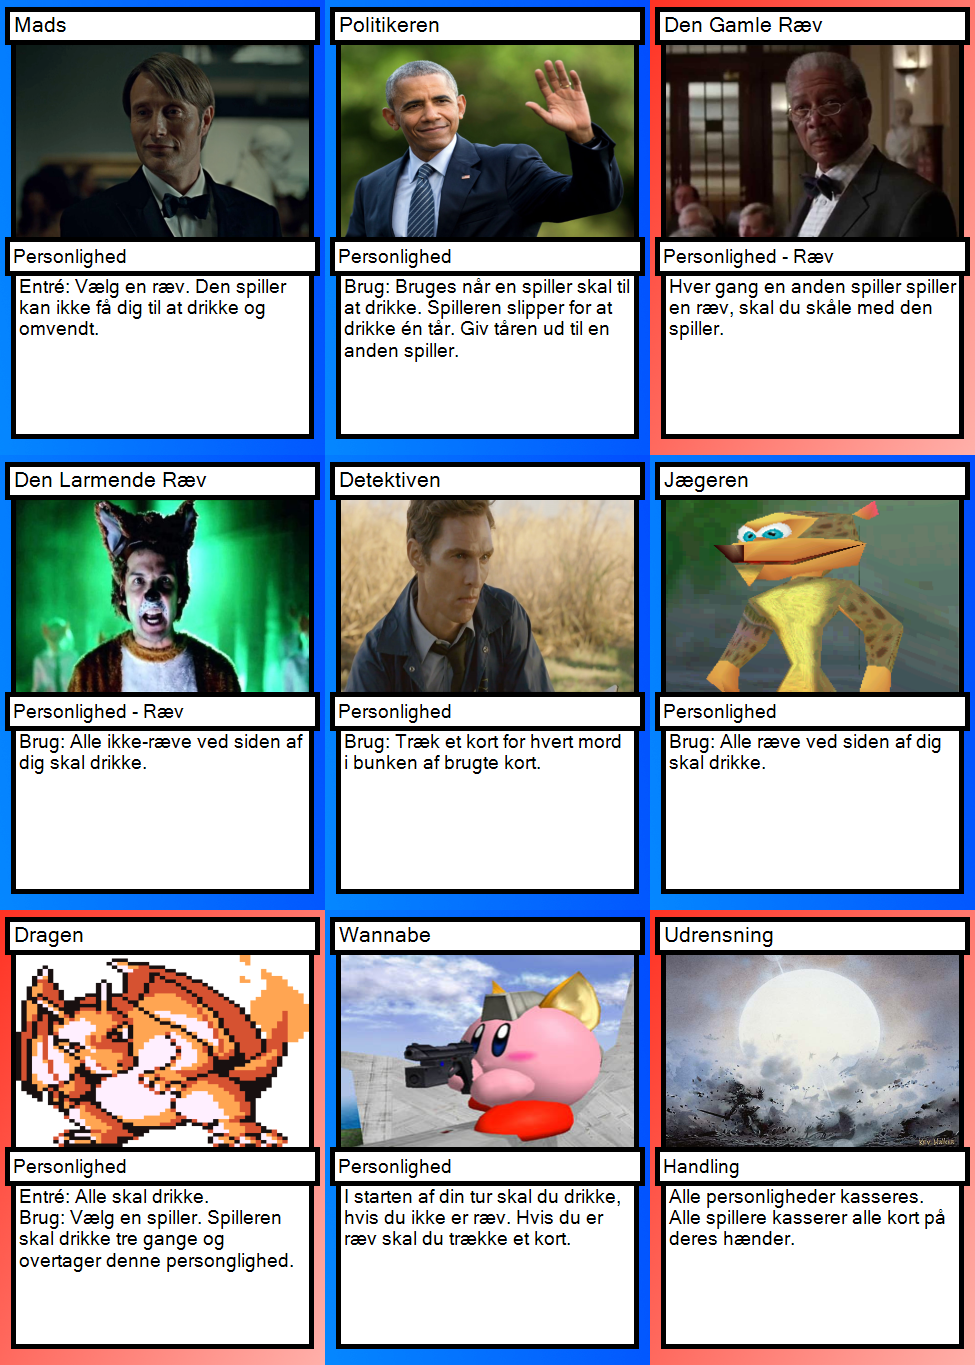 Mads
Personlighed
Entré: Vælg en ræv. Den spiller
kan ikke få dig til at drikke og
omvendt.
Politikeren
Personlighed
Brug: Bruges når en spiller skal til
at drikke. Spilleren slipper for at
drikke én tår. Giv tåren ud til en
anden spiller.
Den Gamle Ræv
Personlighed - Ræv
Hver gang en anden spiller spiller
en ræv, skal du skåle med den
spiller.
Den Larmende Ræv
Personlighed - Ræv
Brug: Alle ikke-ræve ved siden af
dig skal drikke.
Detektiven
Personlighed
Brug: Træk et kort for hvert mord
i bunken af brugte kort.
Jægeren
Personlighed
Brug: Alle ræve ved siden af dig
skal drikke.
Dragen
Personlighed
Entré: Alle skal drikke.
Brug: Vælg en spiller. Spilleren
skal drikke tre gange og
overtager denne personglighed.
Wannabe
Personlighed
I starten af din tur skal du drikke,
hvis du ikke er ræv. Hvis du er
ræv skal du trække et kort.
Udrensning
Handling
Alle personligheder kasseres.
Alle spillere kasserer alle kort på
deres hænder.